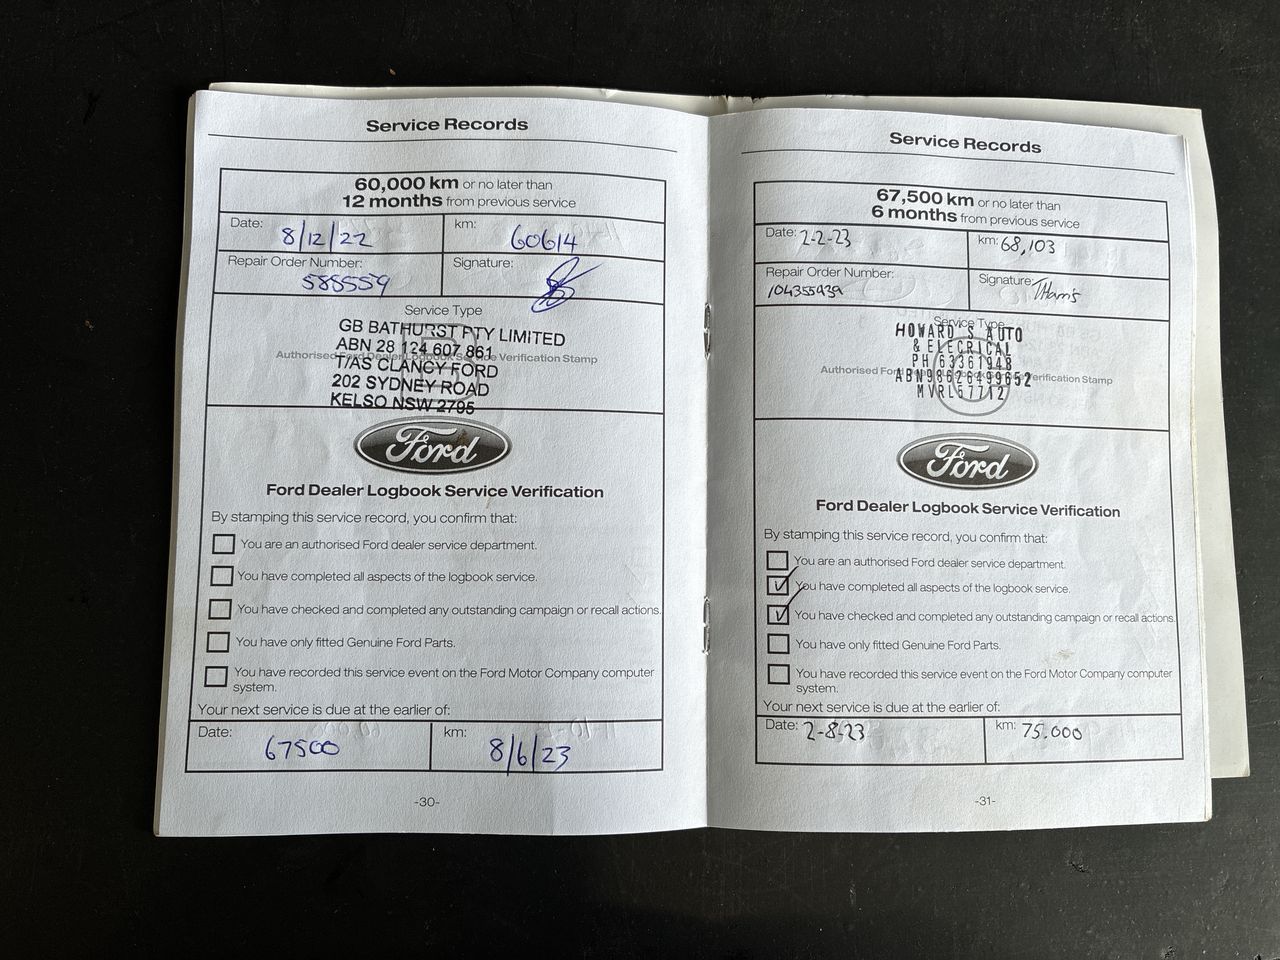 Service Records
60,000 km or no later than
12 months from previous service
Date: 8/12/22 km: 60614
Repair Order Number: 585559 Signature:
Service Type
GB BATHURST PTY LIMITED
ABN 28 124 607 861
Authorised Ford Dealer Logbook Service Verification Stamp
T/AS CLANCY FORD
202 SYDNEY ROAD
KELSO NSW 2795
Ford
Ford Dealer Logbook Service Verification
By stamping this service record, you confirm that:
You are an authorised Ford dealer service department.
You have completed all aspects of the logbook service.
You have checked and completed any outstanding campaign or recall actions.
You have only fitted Genuine Ford Parts.
You have recorded this service event on the Ford Motor Company computer
system.
Your next service is due at the earlier of:
Date: 67500 km: 8/6/23
-30-
Service Records
67,500 km or no later than
6 months from previous service
Date: 2-2-23 km: 68,103
Repair Order Number: 104355939 Signature: THarris
Service Type
HOWARD S AUTO
& ELECRICAL
PH 63361948
Authorised Ford Verification Stamp
ABN98626499652
MVRL57712
Ford
Ford Dealer Logbook Service Verification
By stamping this service record, you confirm that:
You are an authorised Ford dealer service department.
You have completed all aspects of the logbook service.
You have checked and completed any outstanding campaign or recall actions.
You have only fitted Genuine Ford Parts.
You have recorded this service event on the Ford Motor Company computer
system.
Your next service is due at the earlier of:
Date: 2-8-23 km: 75.000
-31-